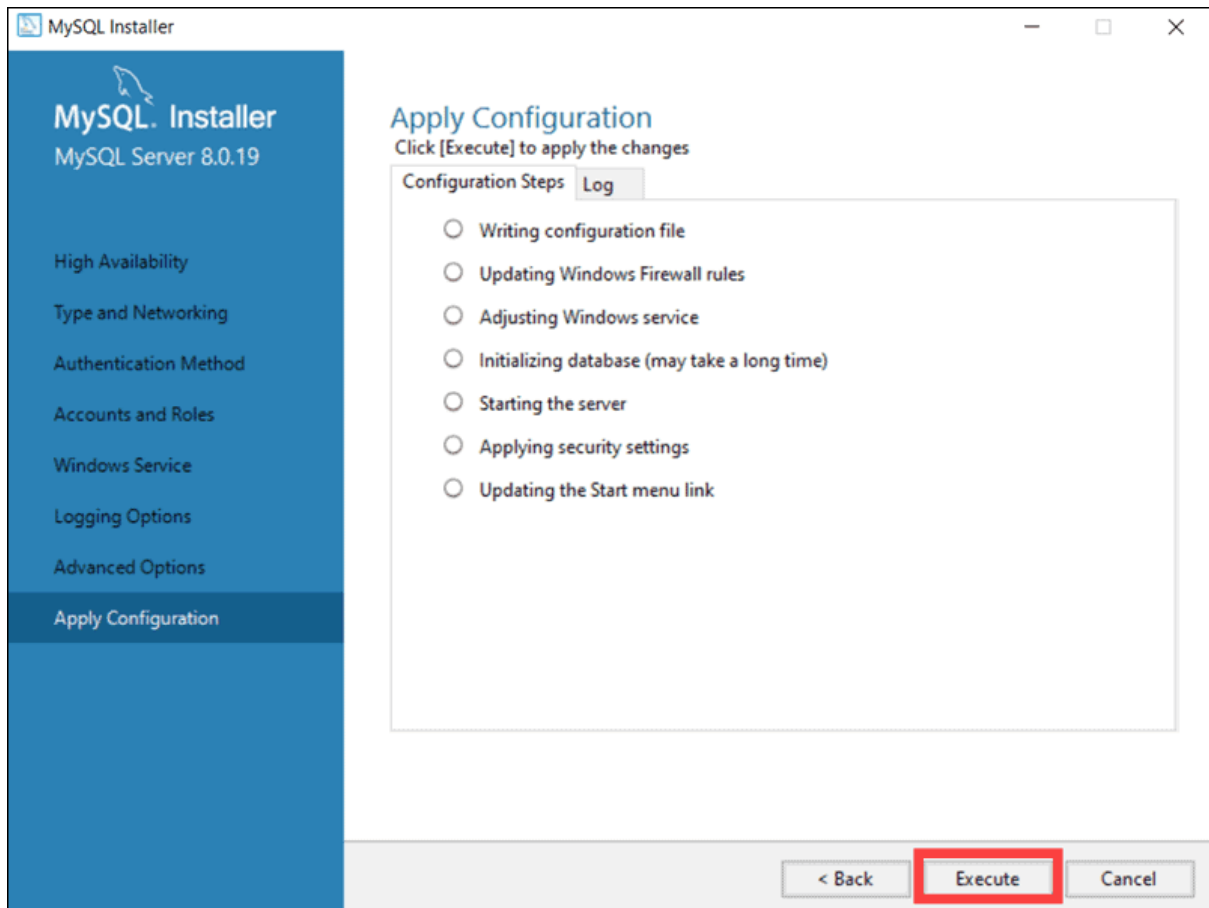 MySQL Installer
MySQL. Installer
MySQL Server 8.0.19
High Availability
Type and Networking
Authentication Method
Accounts and Roles
Windows Service
Logging Options
Advanced Options
Apply Configuration
Apply Configuration
Click [Execute] to apply the changes
Configuration Steps Log
Writing configuration file
Updating Windows Firewall rules
Adjusting Windows service
Initializing database (may take a long time)
Starting the server
Applying security settings
Updating the Start menu link
< Back Execute Cancel